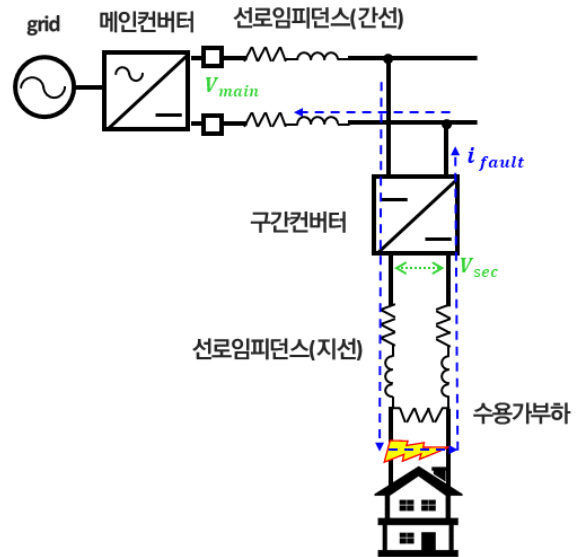 grid
메인컨버터
선로임피던스(간선)
V_main
i_fault
구간컨버터
V_sec
선로임피던스(지선)
수용가부하